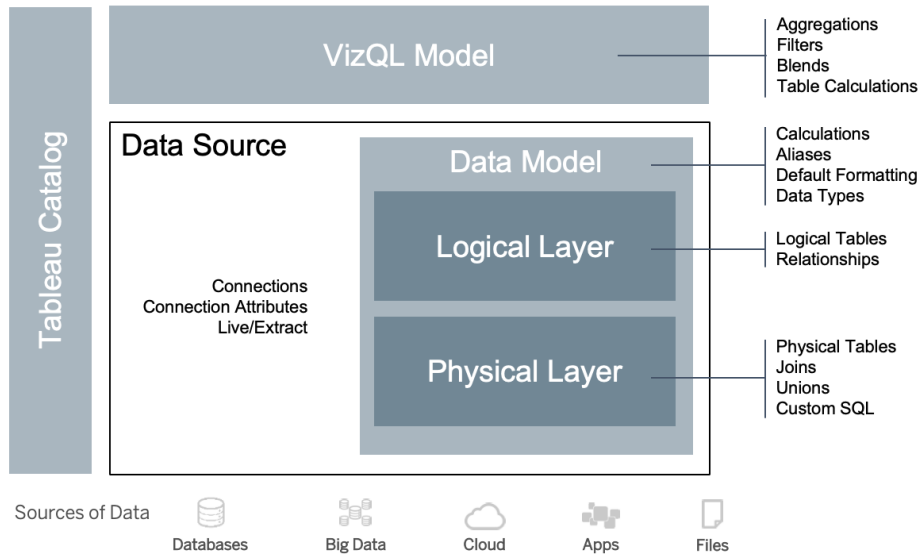 Tableau Catalog
VizQL Model
Aggregations
Filters
Blends
Table Calculations
Data Source
Connections
Connection Attributes
Live/Extract
Data Model
Calculations
Aliases
Default Formatting
Data Types
Logical Layer
Logical Tables
Relationships
Physical Layer
Physical Tables
Joins
Unions
Custom SQL
Sources of Data
Databases
Big Data
Cloud
Apps
Files